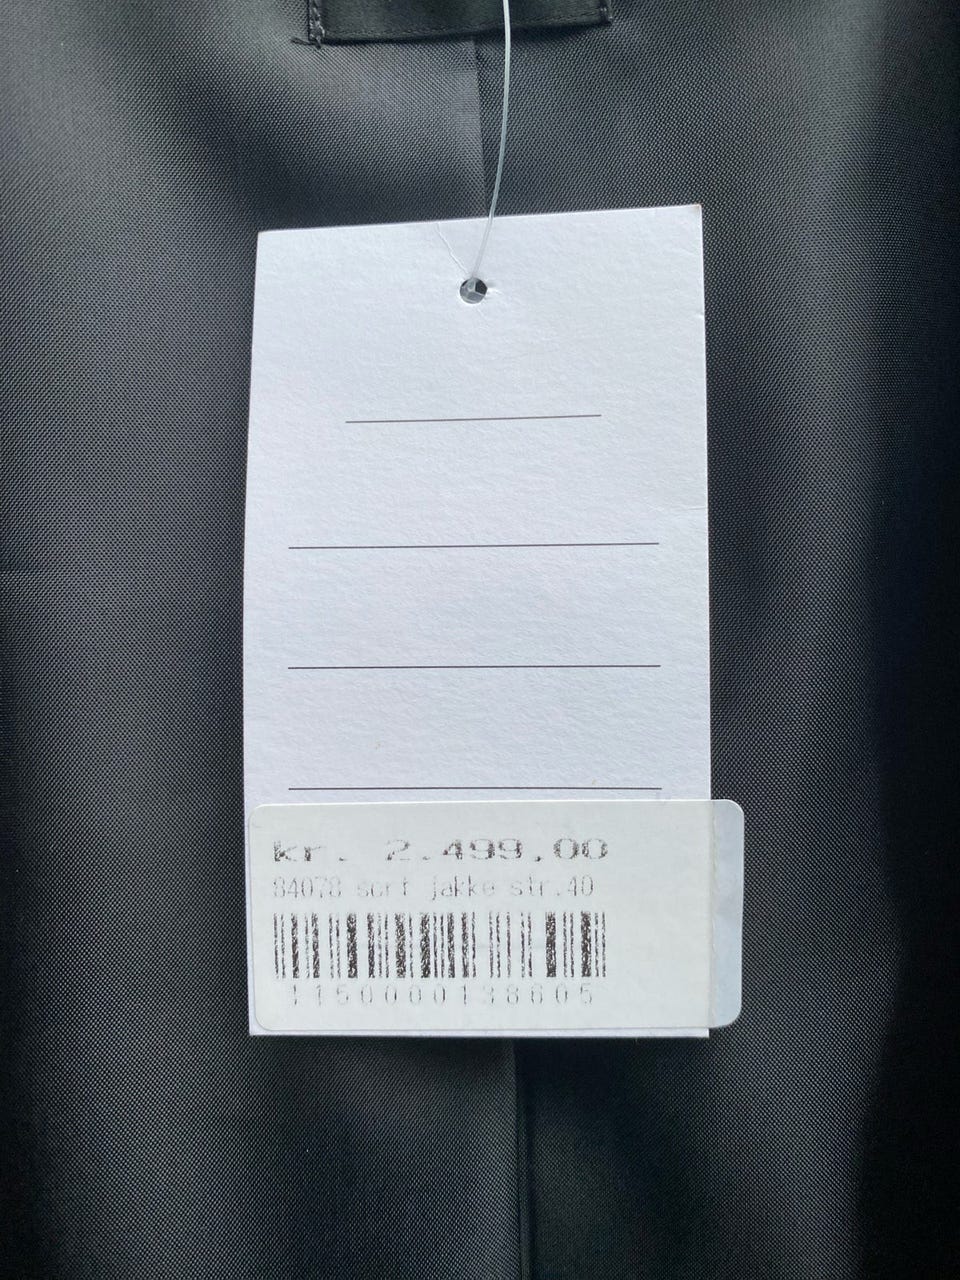 kr. 2.499,00
84078 sort jakke str.40
1150000138605